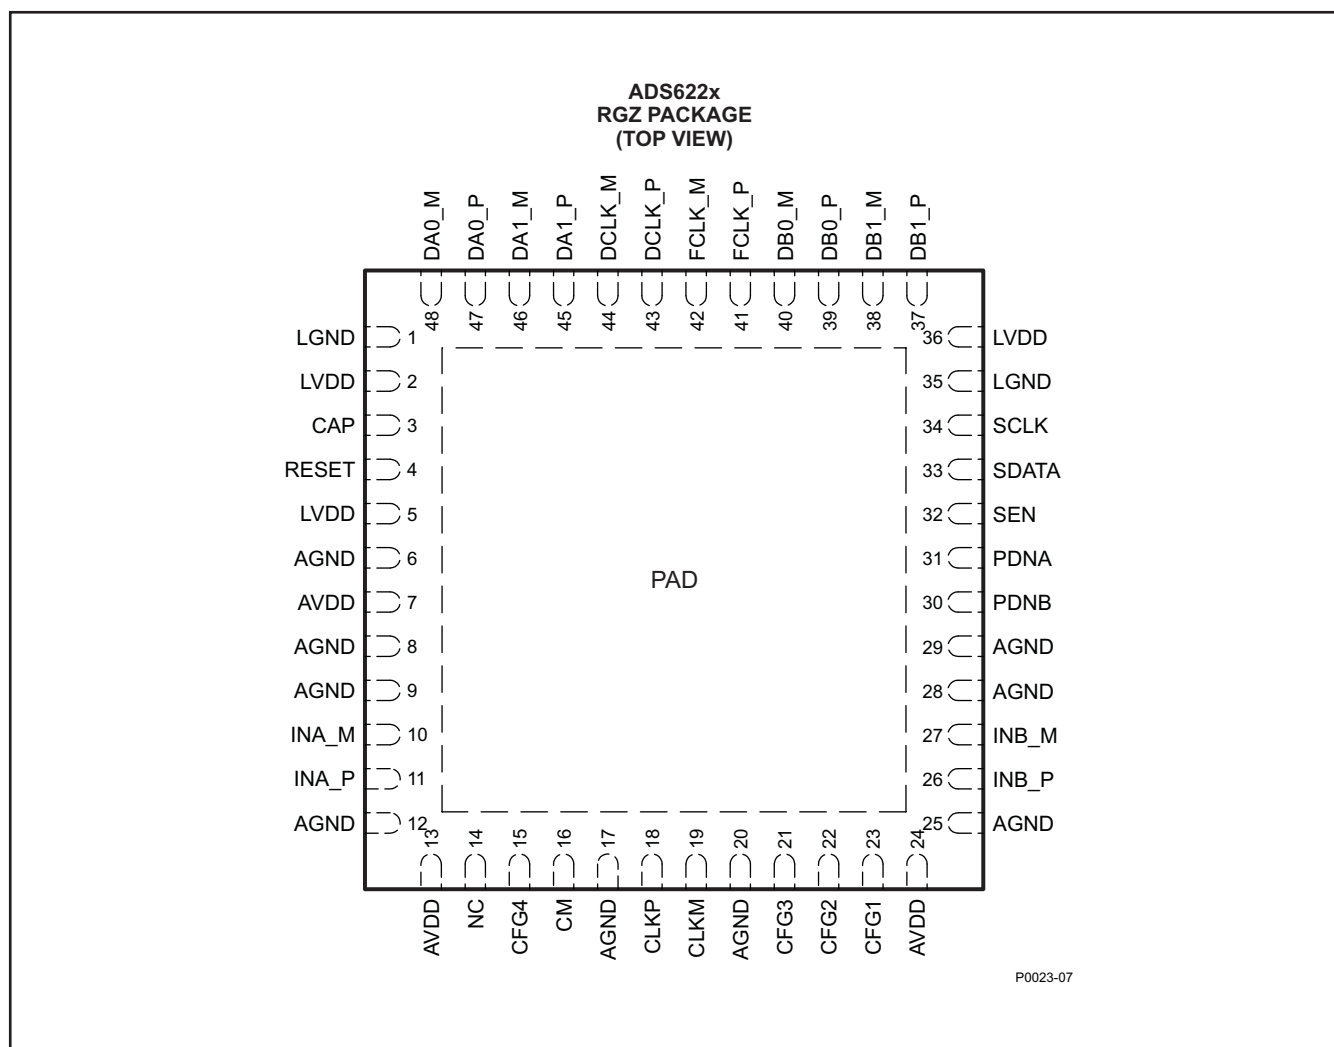 ADS622x
RGZ PACKAGE
(TOP VIEW)
DA0_M
DA0_P
DA1_M
DA1_P
DCLK_M
DCLK_P
FCLK_M
FCLK_P
DB0_M
DB0_P
DB1_M
DB1_P
48
47
46
45
44
43
42
41
40
39
38
37
LGND 1
36 LVDD
LVDD 2
35 LGND
CAP 3
34 SCLK
RESET 4
33 SDATA
LVDD 5
32 SEN
AGND 6
31 PDNA
PAD
AVDD 7
30 PDNB
AGND 8
29 AGND
AGND 9
28 AGND
INA_M 10
27 INB_M
INA_P 11
26 INB_P
AGND 12
25 AGND
13
14
15
16
17
18
19
20
21
22
23
24
AVDD
NC
CFG4
CM
AGND
CLKP
CLKM
AGND
CFG3
CFG2
CFG1
AVDD
P0023-07